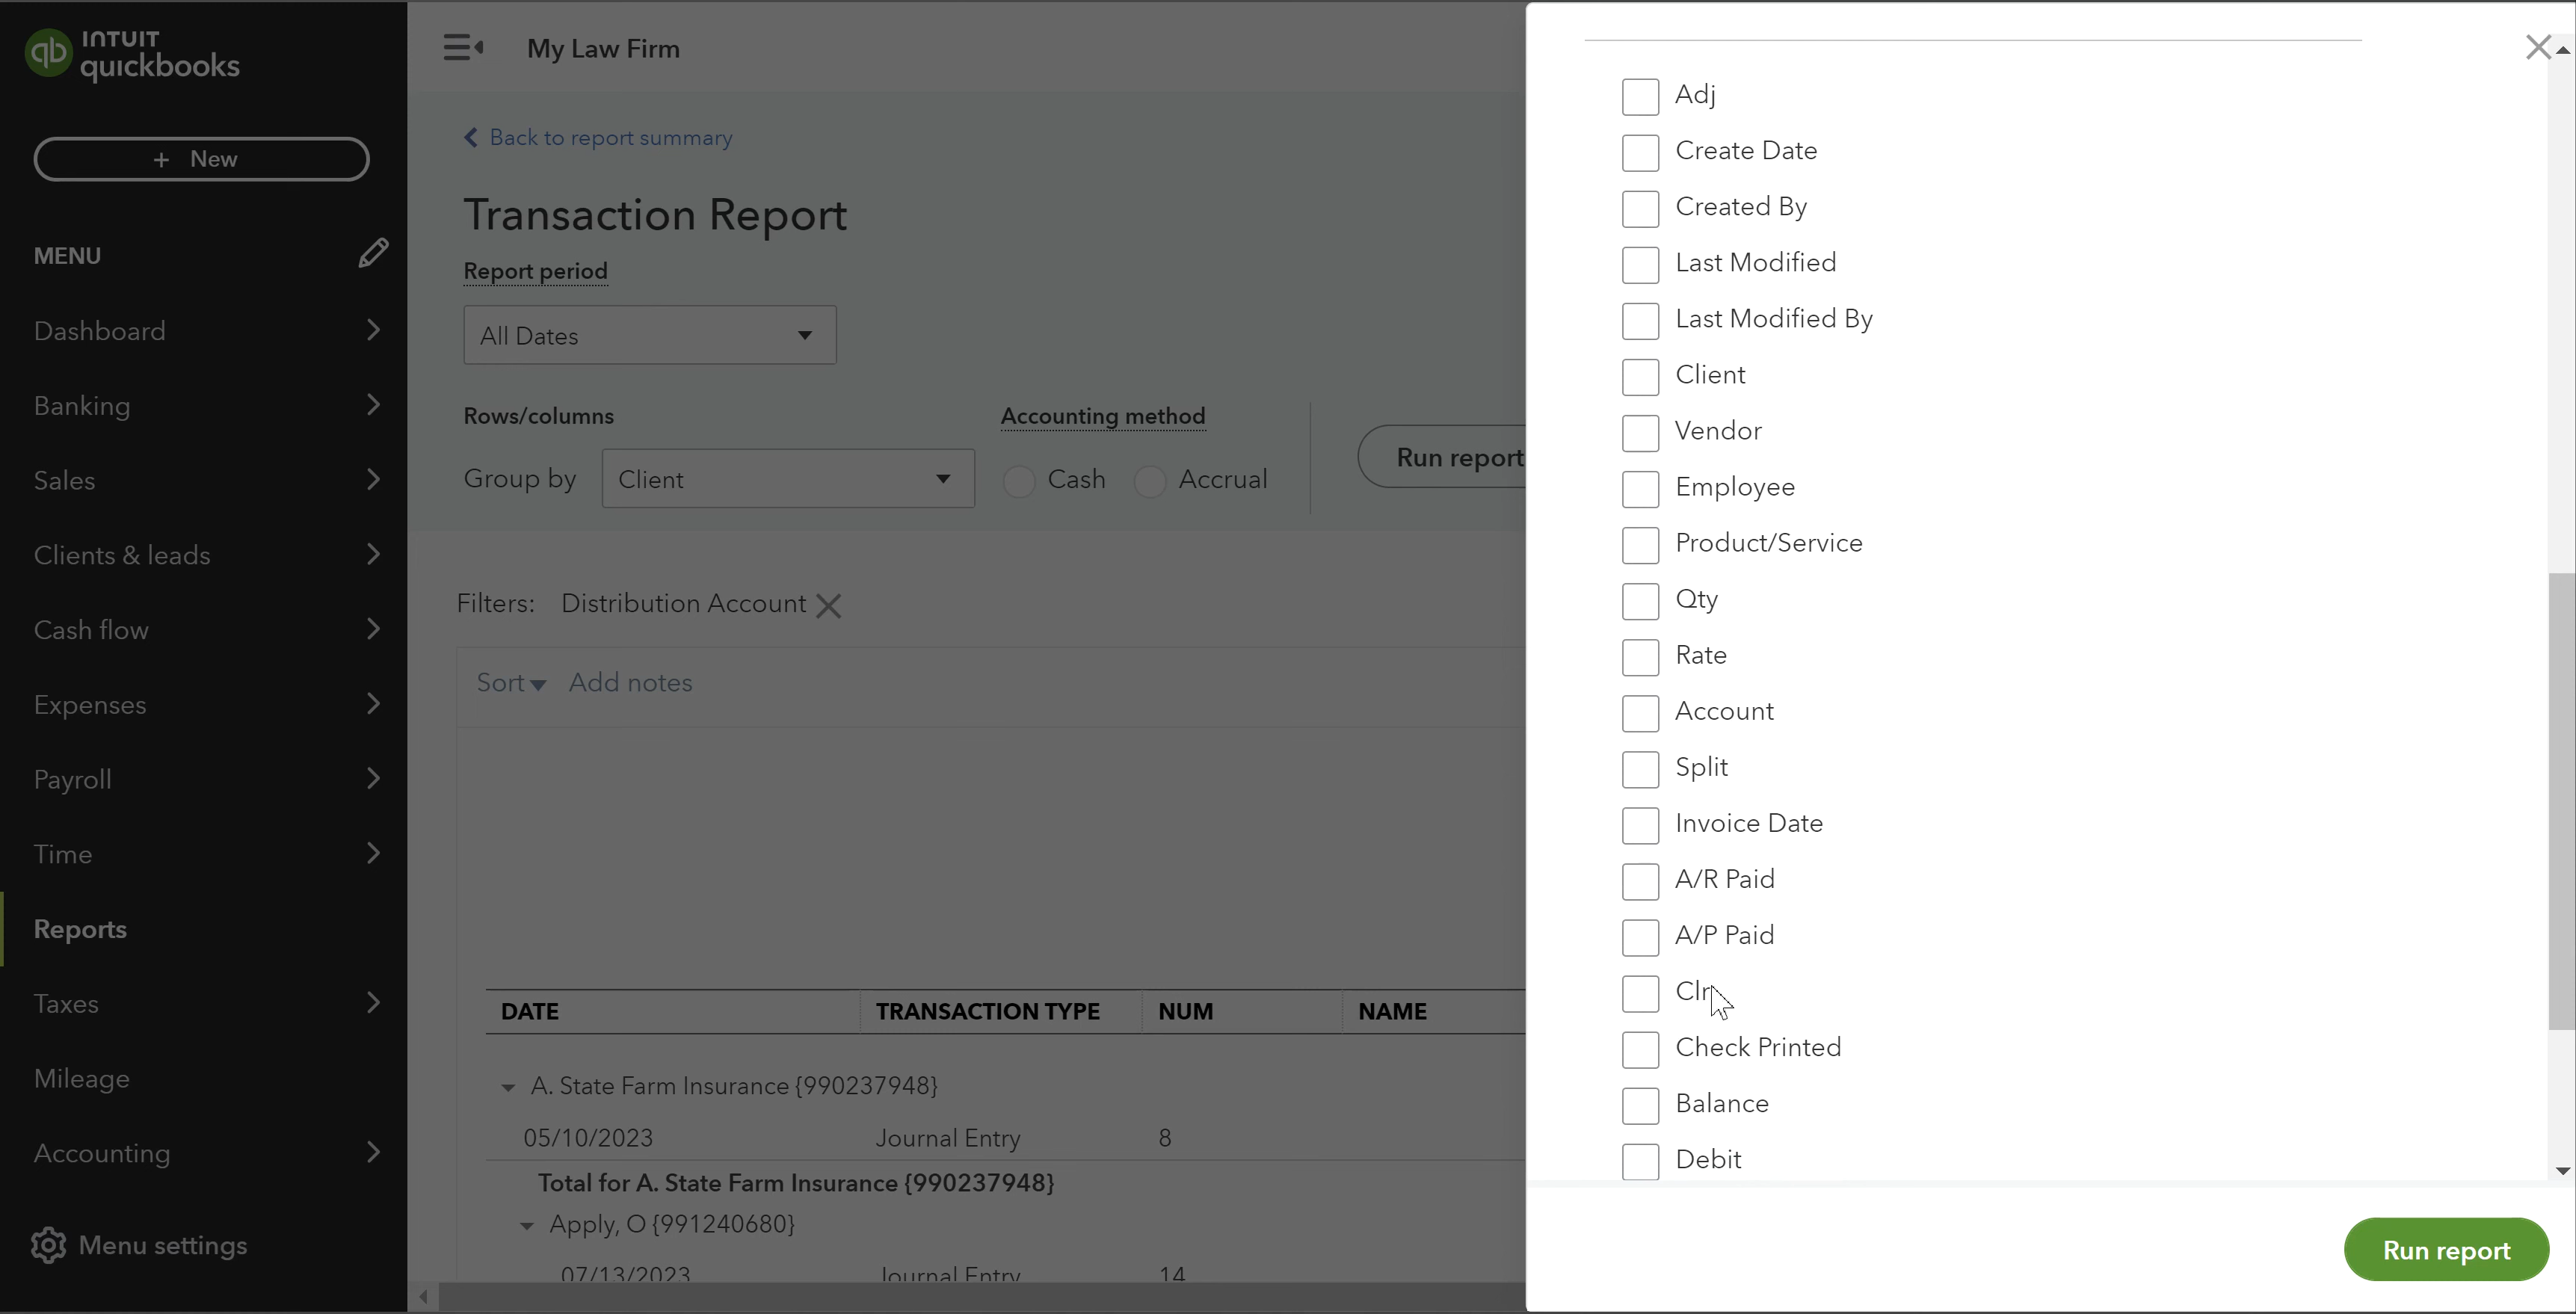 INTUIT
quickbooks
+ New
MENU
Dashboard
Banking
Sales
Clients & leads
Cash flow
Expenses
Payroll
Time
Reports
Taxes
Mileage
Accounting
Menu settings
My Law Firm
Back to report summary
Transaction Report
Report period
All Dates
Rows/columns
Accounting method
Group by Client Cash Accrual
Run report
Filters: Distribution Account
Sort Add notes
DATE TRANSACTION TYPE NUM NAME
A. State Farm Insurance {990237948}
05/10/2023 Journal Entry 8
Total for A. State Farm Insurance {990237948}
Apply, O {991240680}
07/13/2023 Journal Entry 14
Adj
Create Date
Created By
Last Modified
Last Modified By
Client
Vendor
Employee
Product/Service
Qty
Rate
Account
Split
Invoice Date
A/R Paid
A/P Paid
Clr
Check Printed
Balance
Debit
Run report